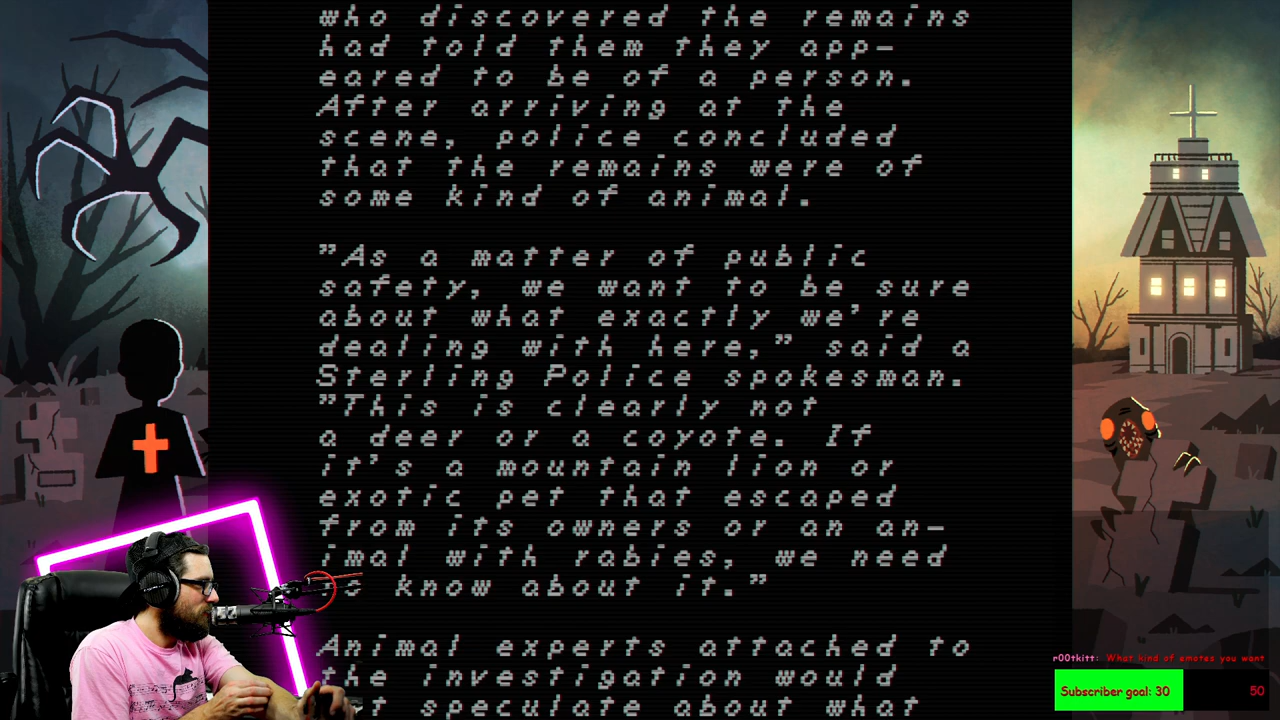 who discovered the remains
had told them they app-
eared to be of a person.
After arriving at the
scene, police concluded
that the remains were of
some kind of animal.
"As a matter of public
safety, we want to be sure
about what exactly we're
dealing with here," said a
Sterling Police spokesman.
"This is clearly not
a deer or a coyote. If
it's a mountain lion or
exotic pet that escaped
from its owners or an an-
imal with rabies, we need
know about it."
Animal experts attached to
the investigation would
speculate about what
r00tkitt: What kind of emotes you want
Subscriber goal: 30
50